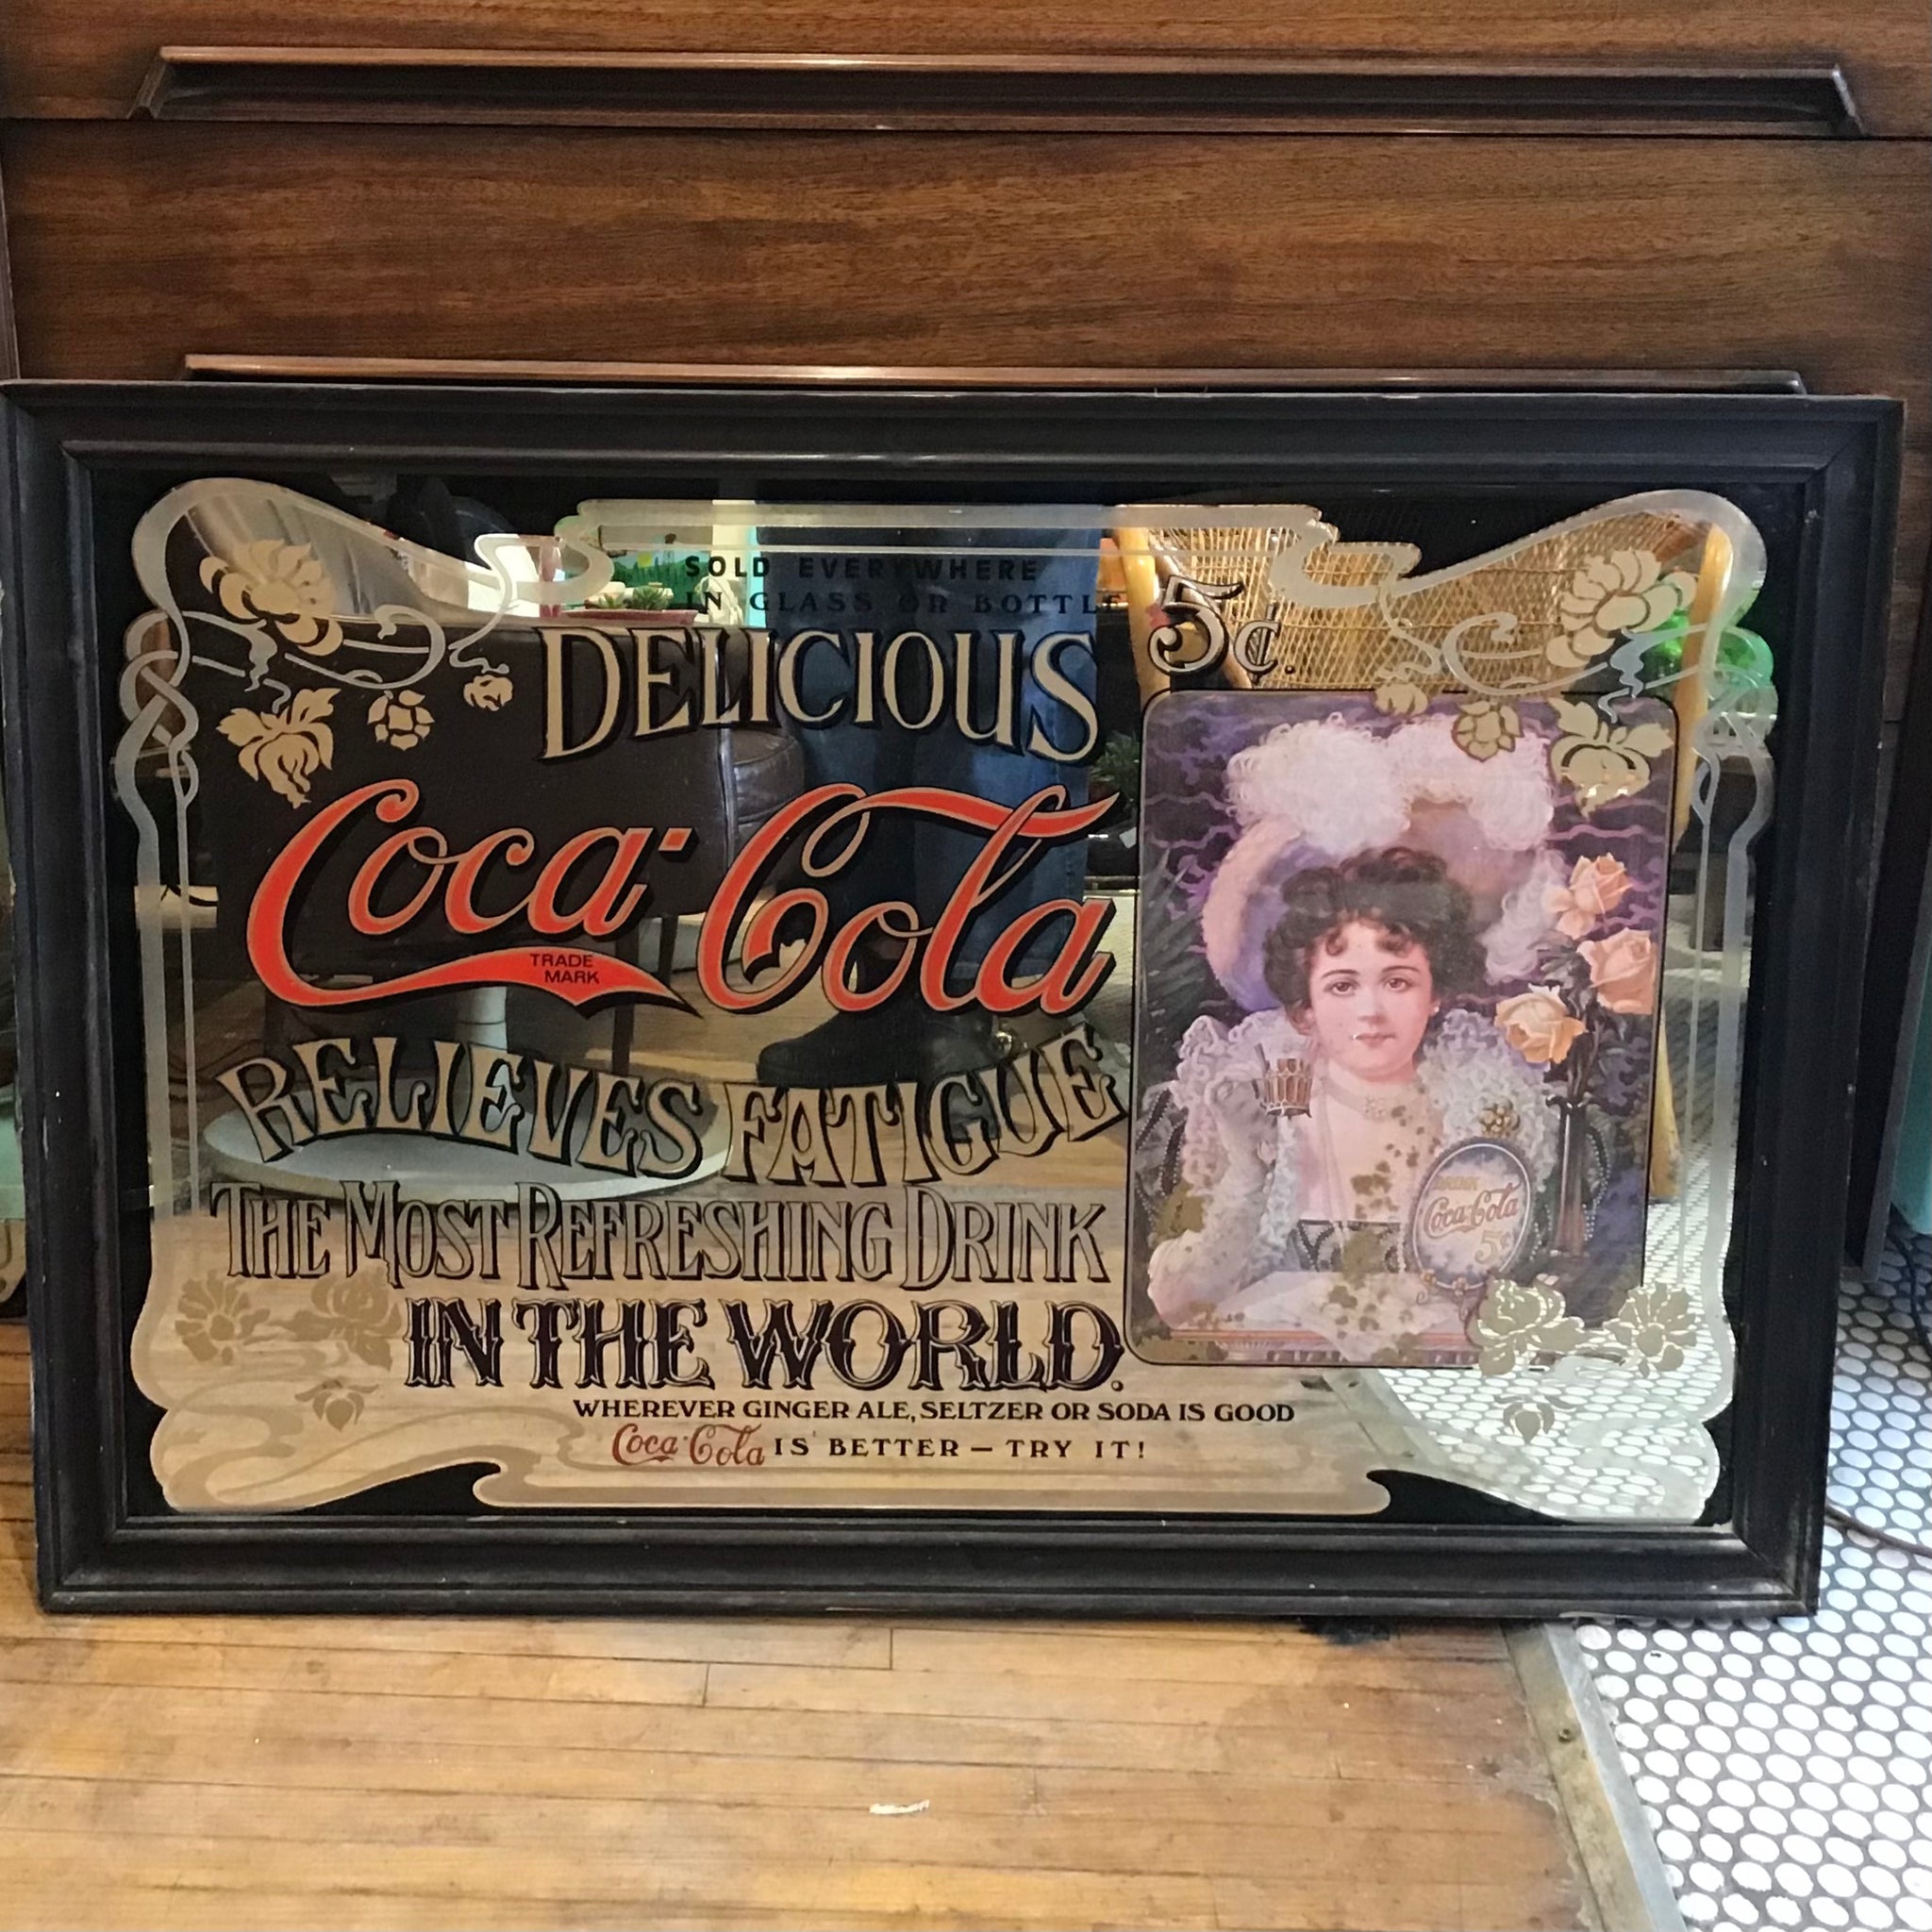 SOLD EVERYWHERE
IN GLASS OR BOTTLE
5¢.
DELICIOUS
Coca-Cola
TRADE
MARK
RELIEVES FATIGUE
THE MOST REFRESHING DRINK
IN THE WORLD.
WHEREVER GINGER ALE, SELTZER OR SODA IS GOOD
Coca-Cola IS BETTER — TRY IT!
DRINK
Coca-Cola
5¢